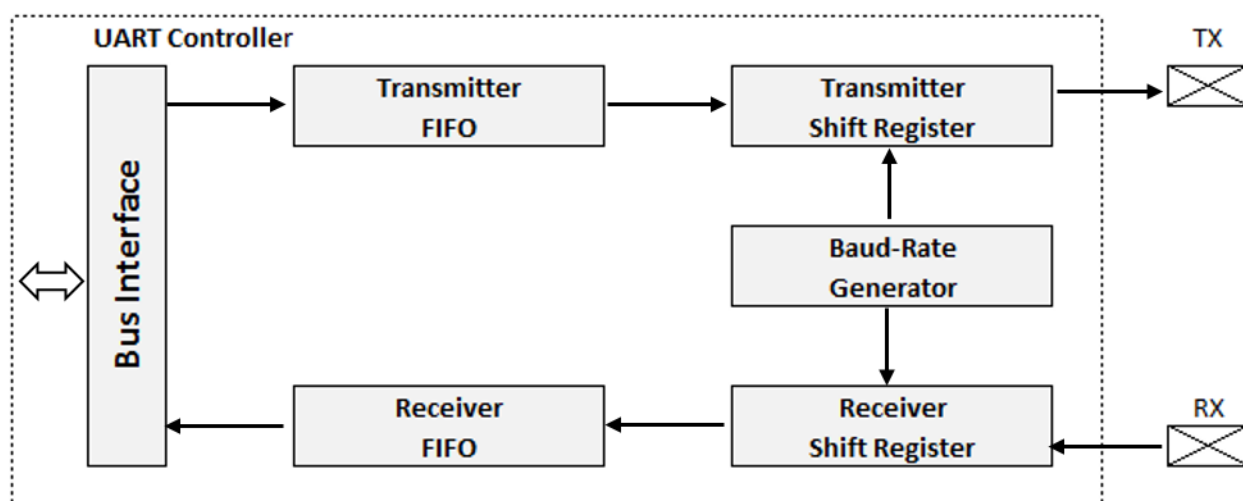 UART Controller
TX
Bus Interface
Transmitter
FIFO
Transmitter
Shift Register
Baud-Rate
Generator
Receiver
FIFO
Receiver
Shift Register
RX